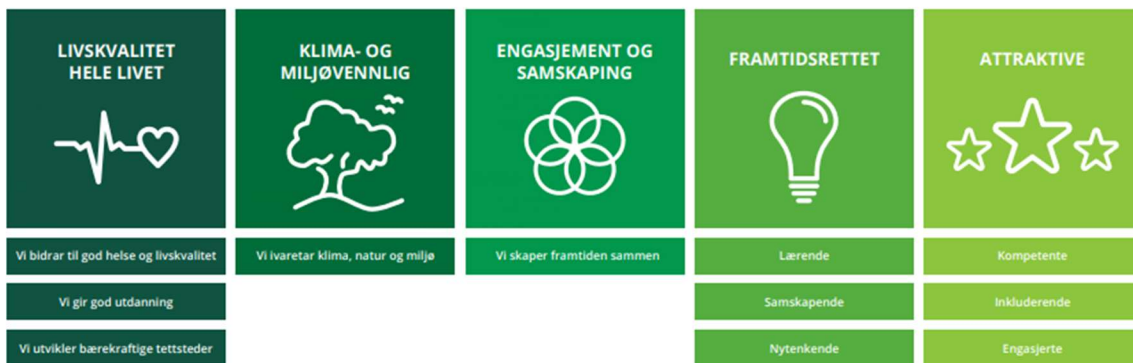 LIVSKVALITET
HELE LIVET
KLIMA- OG
MILJØVENNLIG
ENGASJEMENT OG
SAMSKAPING
FRAMTIDSRETTET
ATTRAKTIVE
Vi bidrar til god helse og livskvalitet
Vi ivaretar klima, natur og miljø
Vi skaper framtiden sammen
Lærende
Kompetente
Vi gir god utdanning
Samskapende
Inkluderende
Vi utvikler bærekraftige tettsteder
Nytenkende
Engasjerte